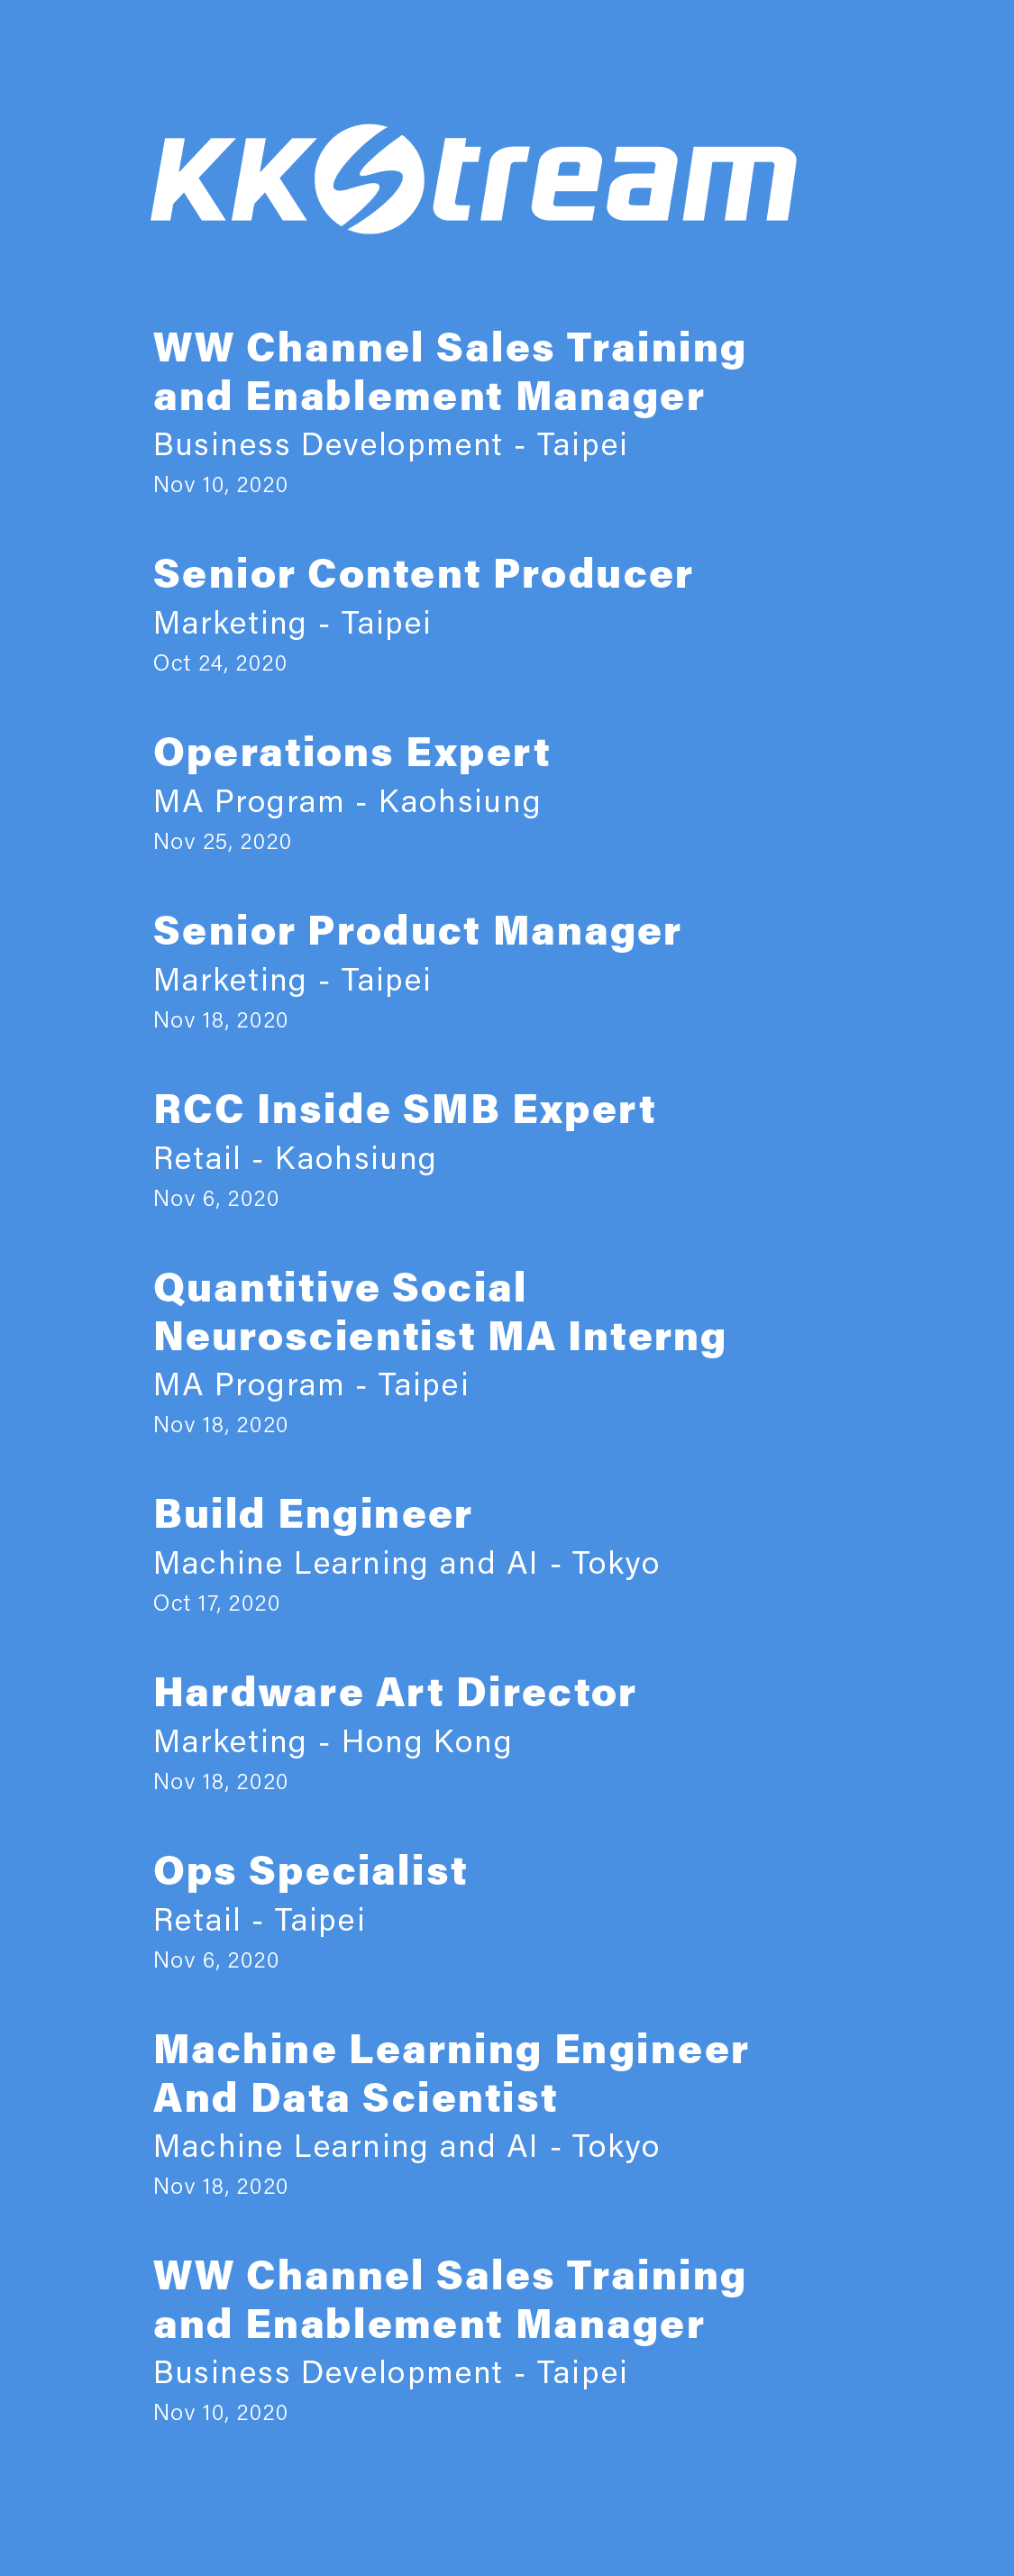 KKStream
WW Channel Sales Training
and Enablement Manager
Business Development - Taipei
Nov 10, 2020
Senior Content Producer
Marketing - Taipei
Oct 24, 2020
Operations Expert
MA Program - Kaohsiung
Nov 25, 2020
Senior Product Manager
Marketing - Taipei
Nov 18, 2020
RCC Inside SMB Expert
Retail - Kaohsiung
Nov 6, 2020
Quantitive Social
Neuroscientist MA Interng
MA Program - Taipei
Nov 18, 2020
Build Engineer
Machine Learning and AI - Tokyo
Oct 17, 2020
Hardware Art Director
Marketing - Hong Kong
Nov 18, 2020
Ops Specialist
Retail - Taipei
Nov 6, 2020
Machine Learning Engineer
And Data Scientist
Machine Learning and AI - Tokyo
Nov 18, 2020
WW Channel Sales Training
and Enablement Manager
Business Development - Taipei
Nov 10, 2020